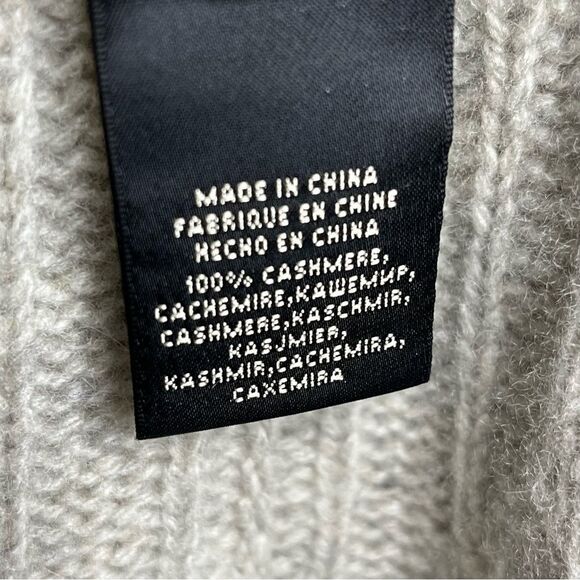 MADE IN CHINA
FABRIQUE EN CHINE
HECHO EN CHINA
100% CASHMERE,
CACHEMIRE,КАШЕМИР,
CASHMERE,KASCHMIR,
KASJMIER,
KASHMIR,CACHEMIRA,
CAXEMIRA